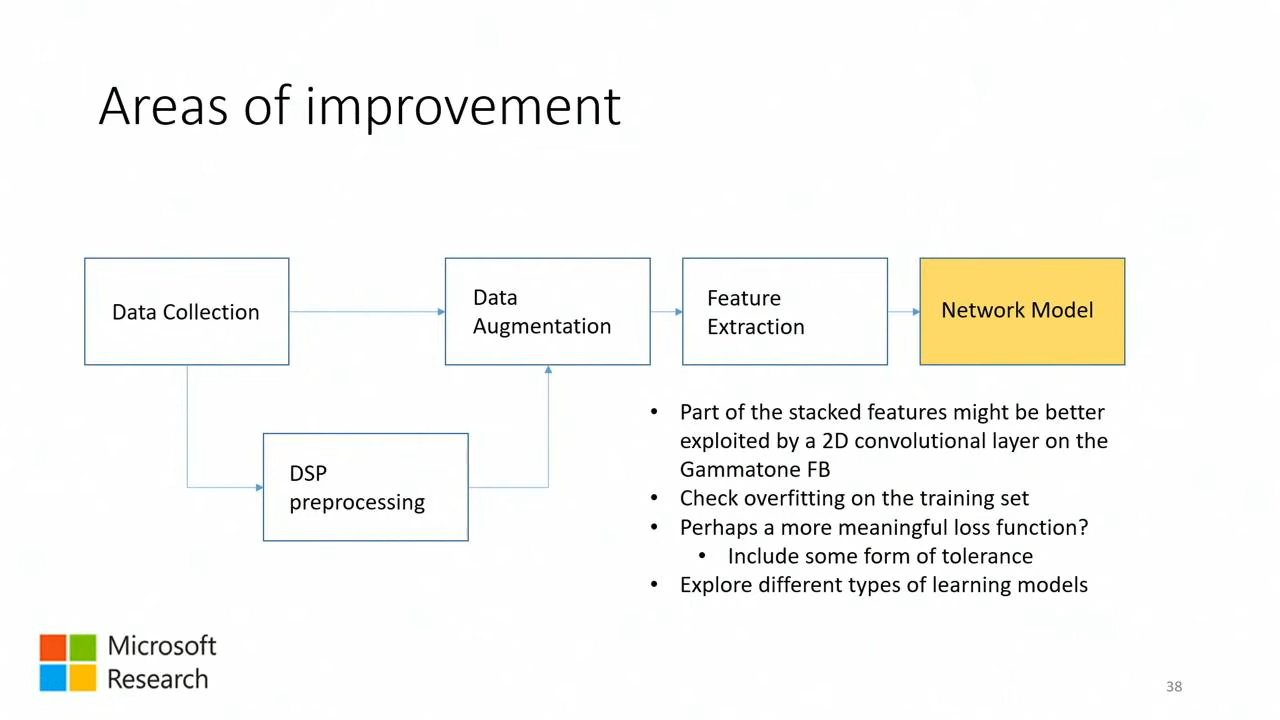 Areas of improvement
Data Collection
Data
Augmentation
Feature
Extraction
Network Model
DSP
preprocessing
• Part of the stacked features might be better
exploited by a 2D convolutional layer on the
Gammatone FB
• Check overfitting on the training set
• Perhaps a more meaningful loss function?
• Include some form of tolerance
• Explore different types of learning models
Microsoft
Research
38